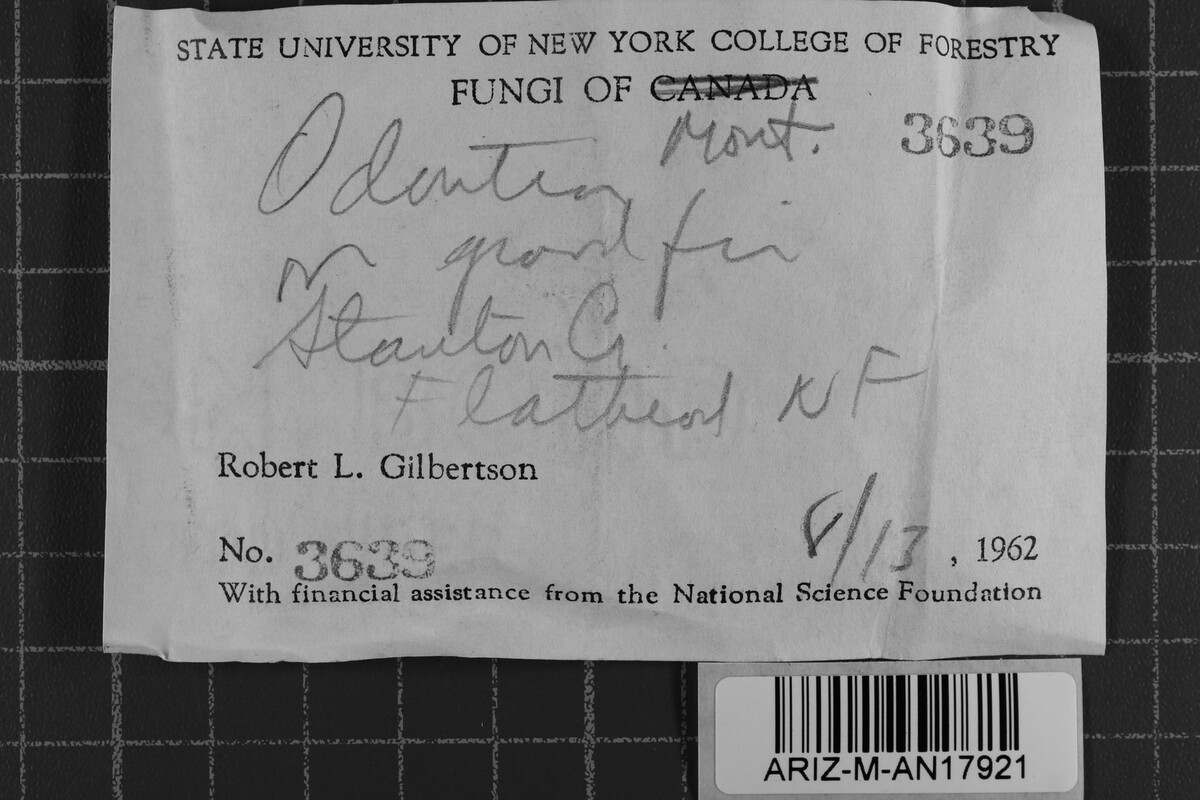 STATE UNIVERSITY OF NEW YORK COLLEGE OF FORESTRY
FUNGI OF CANADA
Mont. 3639
Odontia
on grand fir
Stanton Cr.
Flathead NF
Robert L. Gilbertson
No. 3639 8/13, 1962
With financial assistance from the National Science Foundation
ARIZ-M-AN17921